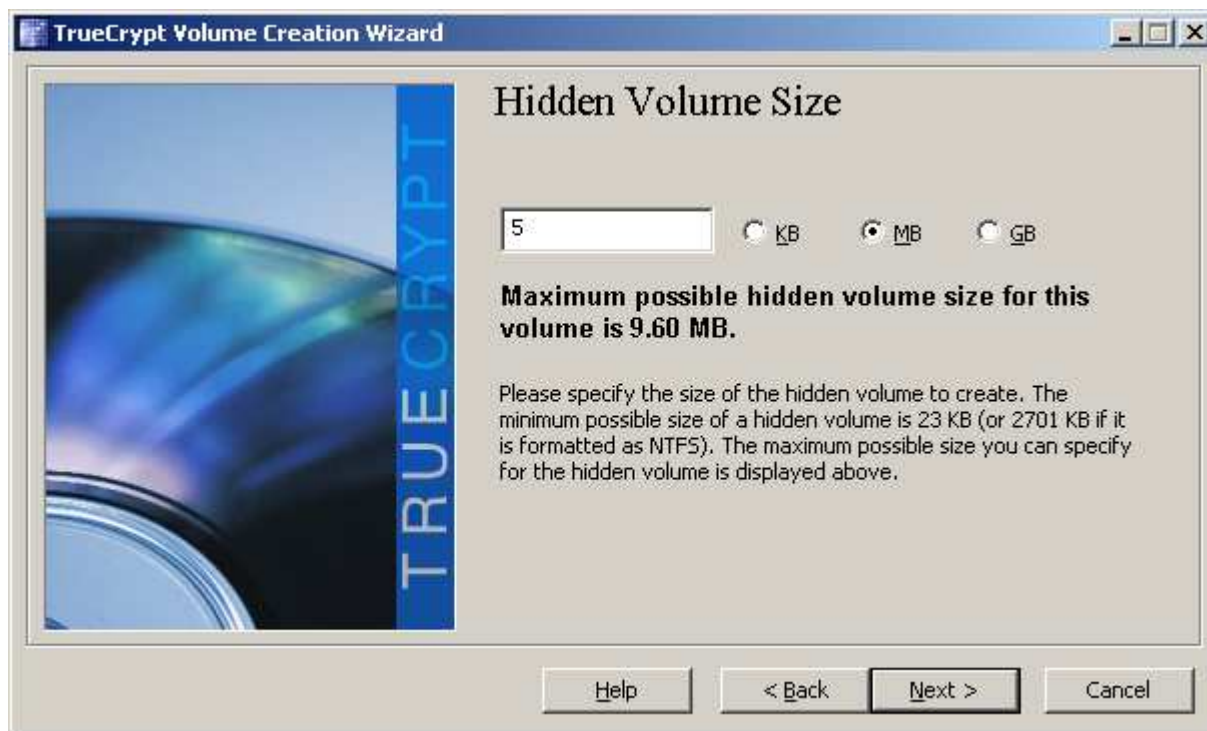 TrueCrypt Volume Creation Wizard
TRUECRYPT
Hidden Volume Size
5
KB
MB
GB
Maximum possible hidden volume size for this
volume is 9.60 MB.
Please specify the size of the hidden volume to create. The
minimum possible size of a hidden volume is 23 KB (or 2701 KB if it
is formatted as NTFS). The maximum possible size you can specify
for the hidden volume is displayed above.
Help
< Back
Next >
Cancel